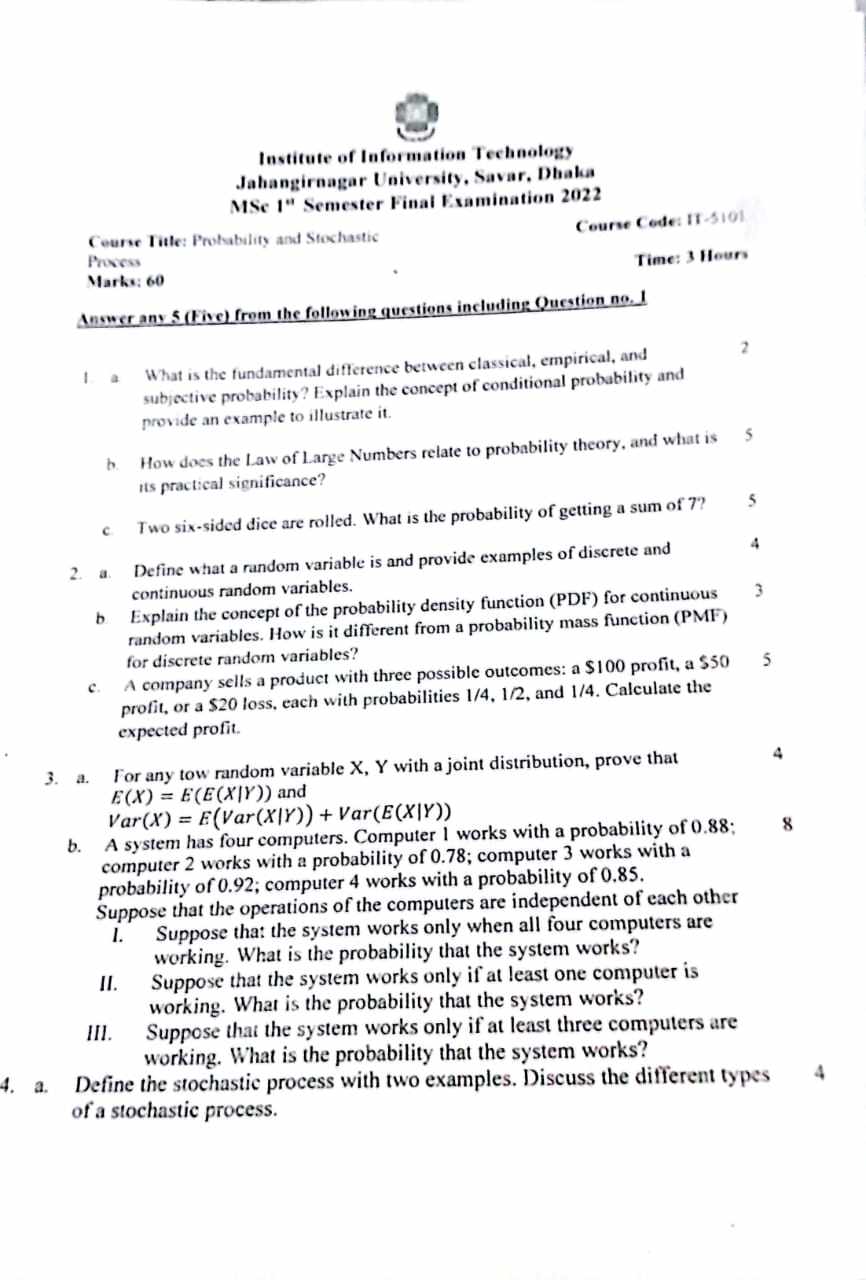 Institute of Information Technology
Jahangirnagar University, Savar, Dhaka
MSc 1st Semester Final Examination 2022
Course Title: Probability and Stochastic
Process
Course Code: IT-5101
Marks: 60
Time: 3 Hours
Answer any 5 (Five) from the following questions including Question no. 1
1. a. What is the fundamental difference between classical, empirical, and 2
subjective probability? Explain the concept of conditional probability and
provide an example to illustrate it.
b. How does the Law of Large Numbers relate to probability theory, and what is 5
its practical significance?
c. Two six-sided dice are rolled. What is the probability of getting a sum of 7? 5
2. a. Define what a random variable is and provide examples of discrete and 4
continuous random variables.
b Explain the concept of the probability density function (PDF) for continuous 3
random variables. How is it different from a probability mass function (PMF)
for discrete random variables?
c. A company sells a product with three possible outcomes: a $100 profit, a $50 5
profit, or a $20 loss, each with probabilities 1/4, 1/2, and 1/4. Calculate the
expected profit.
3. a. For any tow random variable X, Y with a joint distribution, prove that 4
E(X) = E(E(X|Y)) and
Var(X) = E(Var(X|Y)) + Var(E(X|Y))
b. A system has four computers. Computer 1 works with a probability of 0.88; 8
computer 2 works with a probability of 0.78; computer 3 works with a
probability of 0.92; computer 4 works with a probability of 0.85.
Suppose that the operations of the computers are independent of each other
I. Suppose that the system works only when all four computers are
working. What is the probability that the system works?
II. Suppose that the system works only if at least one computer is
working. What is the probability that the system works?
III. Suppose that the system works only if at least three computers are
working. What is the probability that the system works?
4. a. Define the stochastic process with two examples. Discuss the different types 4
of a stochastic process.